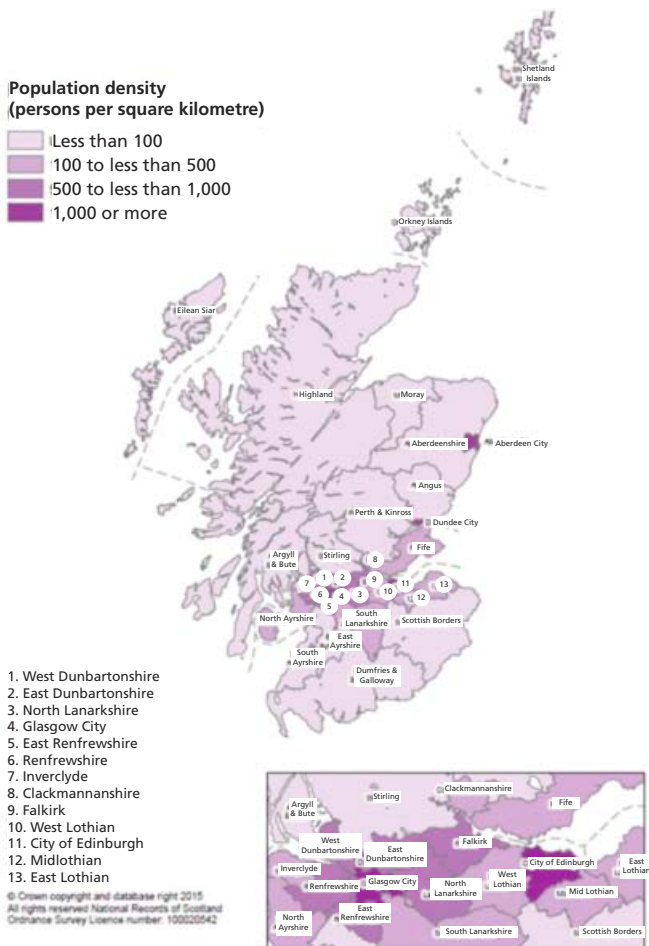 Shetland
Islands
Population density
(persons per square kilometre)
Less than 100
100 to less than 500
500 to less than 1,000
1,000 or more
Orkney Islands
Eilean Siar
Highland
Moray
Aberdeenshire
Aberdeen City
Angus
Perth & Kinross
Dundee City
Fife
Argyll
& Bute
Stirling
8
7
1
2
9
11
13
6
4
3
10
12
5
North Ayrshire
South
Lanarkshire
Scottish Borders
East
Ayrshire
South
Ayrshire
Dumfries &
Galloway
1. West Dunbartonshire
2. East Dunbartonshire
3. North Lanarkshire
4. Glasgow City
5. East Renfrewshire
6. Renfrewshire
7. Inverclyde
8. Clackmannanshire
9. Falkirk
10. West Lothian
11. City of Edinburgh
12. Midlothian
13. East Lothian
© Crown copyright and database right 2015
All rights reserved National Records of Scotland
Ordnance Survey Licence number: 100020542
Clackmannanshire
Stirling
Fife
Argyll
& Bute
West
Dunbartonshire
East
Dunbartonshire
Falkirk
City of Edinburgh
East
Lothian
Inverclyde
Renfrewshire
Glasgow City
North
Lanarkshire
West
Lothian
Mid Lothian
North
Ayrshire
East
Renfrewshire
South Lanarkshire
Scottish Borders